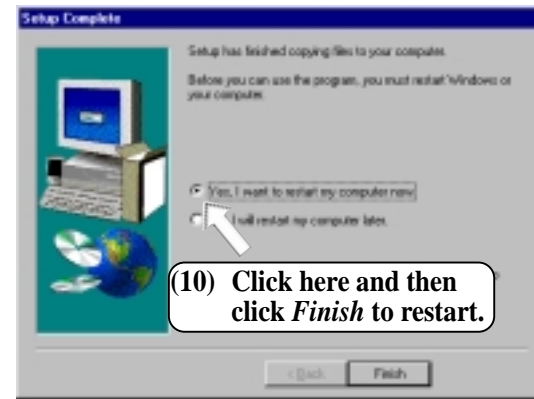 Setup Complete
Setup has finished copying files to your computer.
Before you can use the program, you must restart Windows or
your computer.
Yes, I want to restart my computer now.
I will restart my computer later.
(10) Click here and then
click Finish to restart.
< Back
Finish